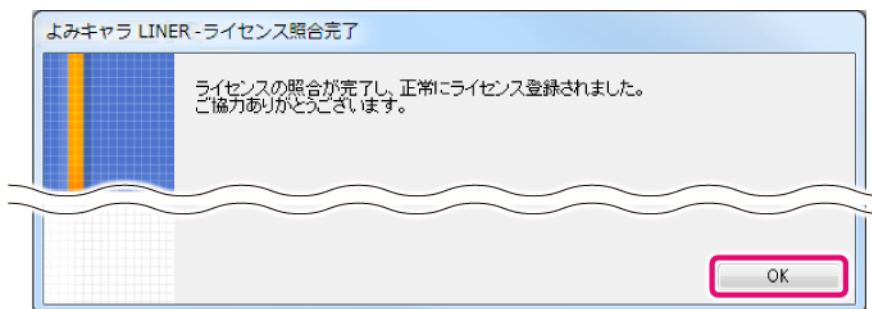 よみキャラ LINER -ライセンス照合完了
ライセンスの照合が完了し、正常にライセンス登録されました。
ご協力ありがとうございます。
OK